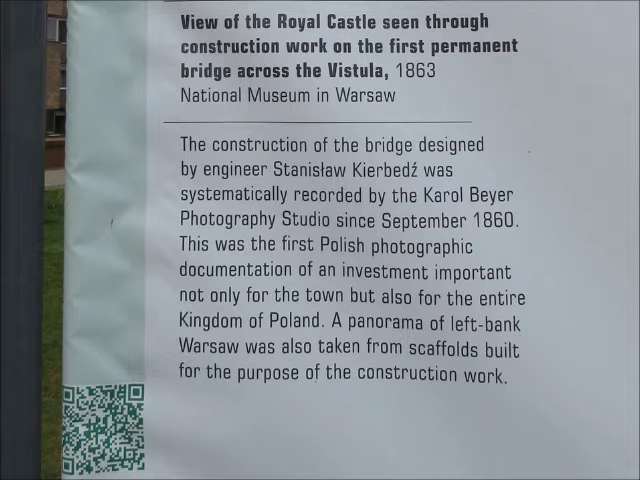 View of the Royal Castle seen through
construction work on the first permanent
bridge across the Vistula, 1863
National Museum in Warsaw
The construction of the bridge designed
by engineer Stanisław Kierbedź was
systematically recorded by the Karol Beyer
Photography Studio since September 1860.
This was the first Polish photographic
documentation of an investment important
not only for the town but also for the entire
Kingdom of Poland. A panorama of left-bank
Warsaw was also taken from scaffolds built
for the purpose of the construction work.